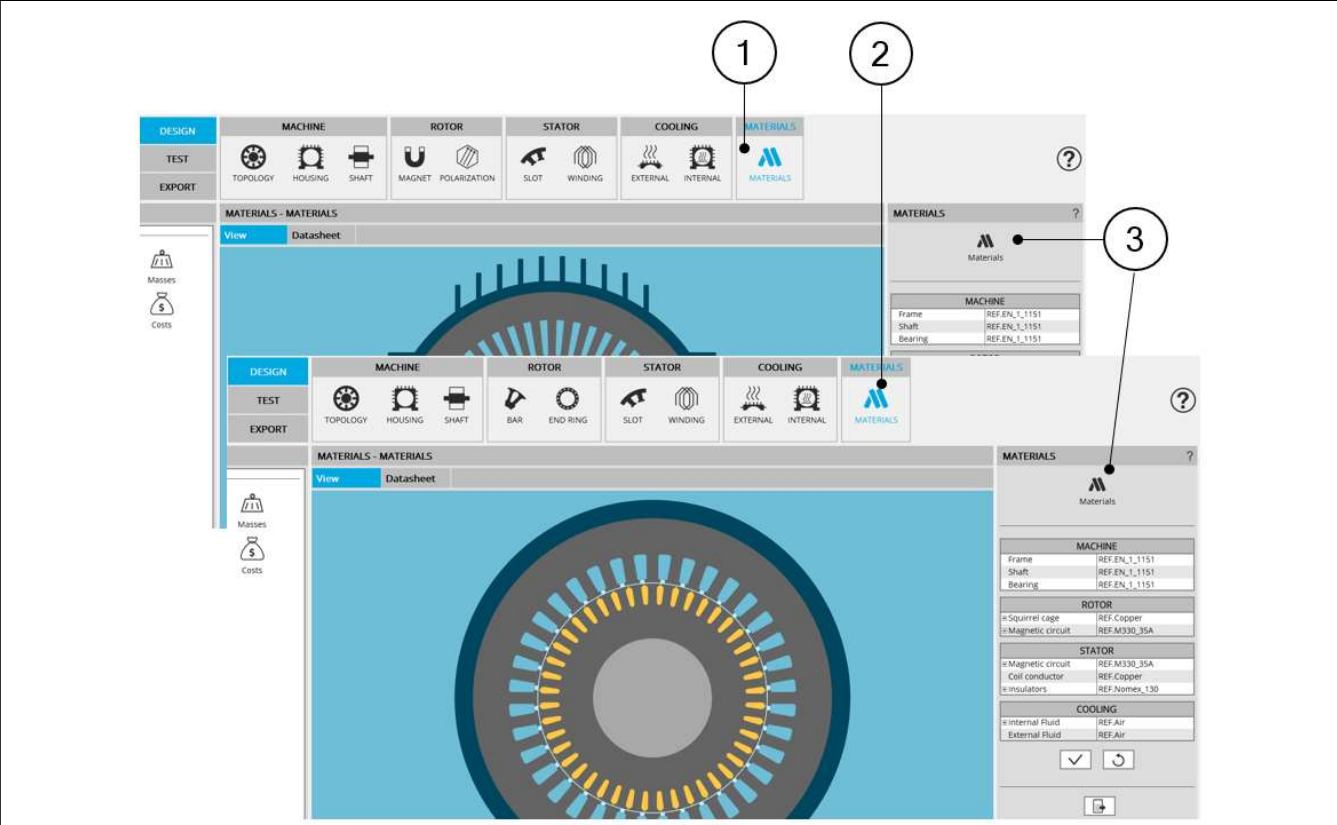 1
2
DESIGN MACHINE ROTOR STATOR COOLING MATERIALS
TEST
EXPORT
TOPOLOGY HOUSING SHAFT MAGNET POLARIZATION SLOT WINDING EXTERNAL INTERNAL MATERIALS
?
MATERIALS - MATERIALS
View Datasheet
MATERIALS ?
Materials
3
Masses
$
Costs
MACHINE
Frame REF.EN_1_1151
Shaft REF.EN_1_1151
Bearing REF.EN_1_1151
DESIGN MACHINE ROTOR STATOR COOLING MATERIALS
TEST
EXPORT
TOPOLOGY HOUSING SHAFT BAR END RING SLOT WINDING EXTERNAL INTERNAL MATERIALS
?
MATERIALS - MATERIALS
View Datasheet
MATERIALS ?
Materials
Masses
$
Costs
MACHINE
Frame REF.EN_1_1151
Shaft REF.EN_1_1151
Bearing REF.EN_1_1151
ROTOR
Squirrel cage REF.Copper
Magnetic circuit REF.M330_35A
STATOR
Magnetic circuit REF.M330_35A
Coil conductor REF.Copper
Insulators REF.Nomex_130
COOLING
Internal Fluid REF.Air
External Fluid REF.Air